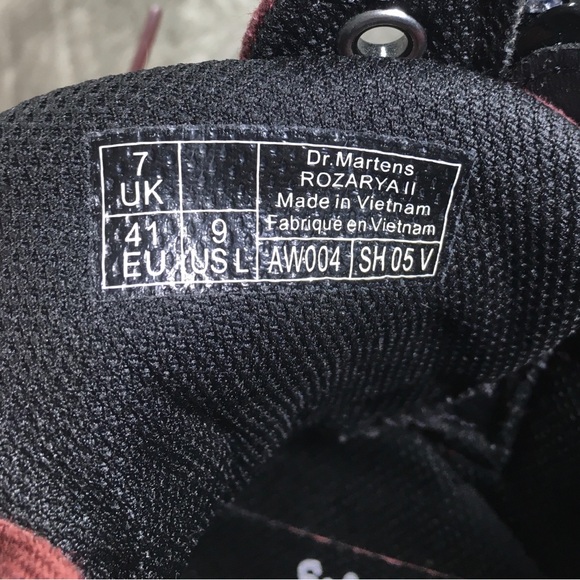 7
UK
Dr.Martens
ROZARYA II
Made in Vietnam
Fabriqué en Vietnam
41
EU
9
US L
AW004
SH 05 V